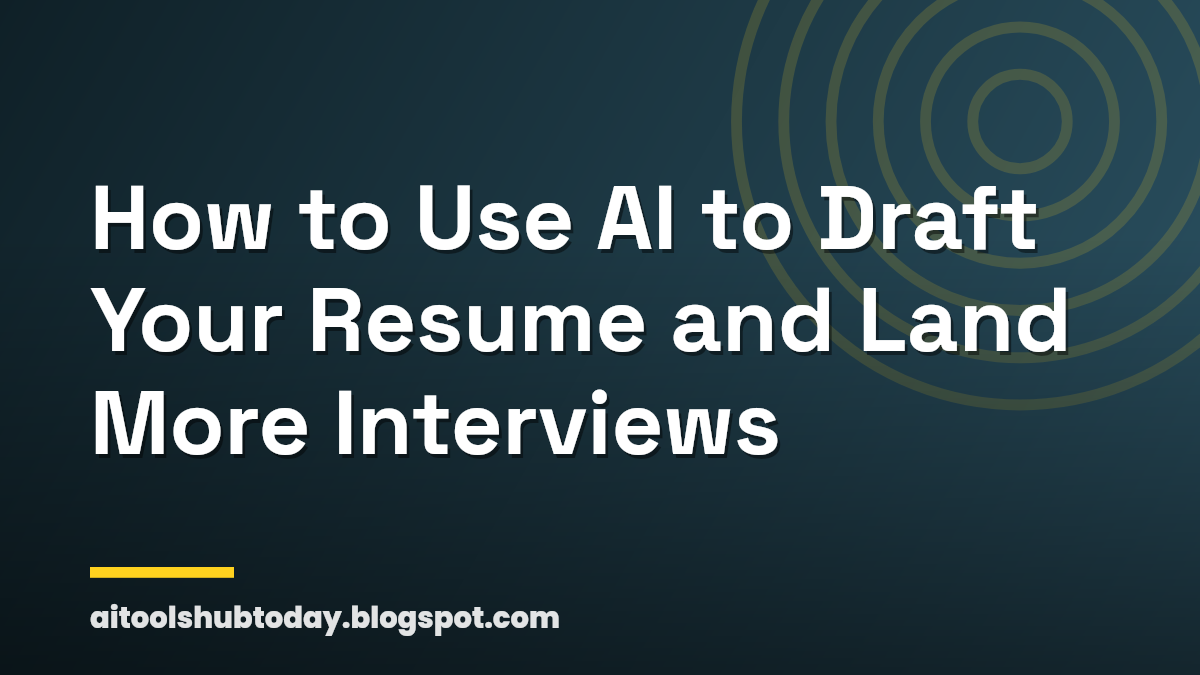 How to Use AI to Draft
Your Resume and Land
More Interviews
aitoolshubtoday.blogspot.com